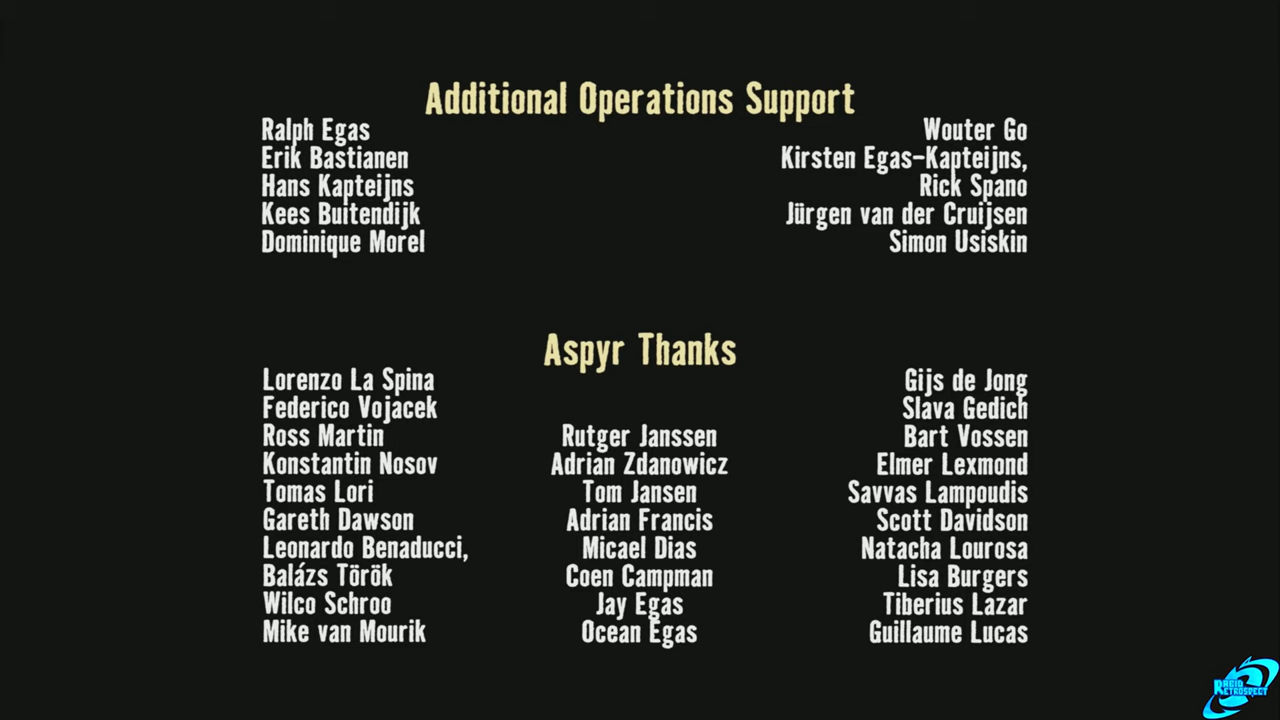 Additional Operations Support
Ralph Egas
Erik Bastianen
Hans Kapteijns
Kees Buitendijk
Dominique Morel
Wouter Go
Kirsten Egas-Kapteijns,
Rick Spano
Jürgen van der Cruijsen
Simon Usiskin
Aspyr Thanks
Lorenzo La Spina
Federico Vojacek
Ross Martin
Konstantin Nosov
Tomas Lori
Gareth Dawson
Leonardo Benaducci,
Balázs Török
Wilco Schroo
Mike van Mourik
Rutger Janssen
Adrian Zdanowicz
Tom Jansen
Adrian Francis
Micael Dias
Coen Campman
Jay Egas
Ocean Egas
Gijs de Jong
Slava Gedich
Bart Vossen
Elmer Lexmond
Savvas Lampoudis
Scott Davidson
Natacha Lourosa
Lisa Burgers
Tiberius Lazar
Guillaume Lucas
Rapid
Retrospect